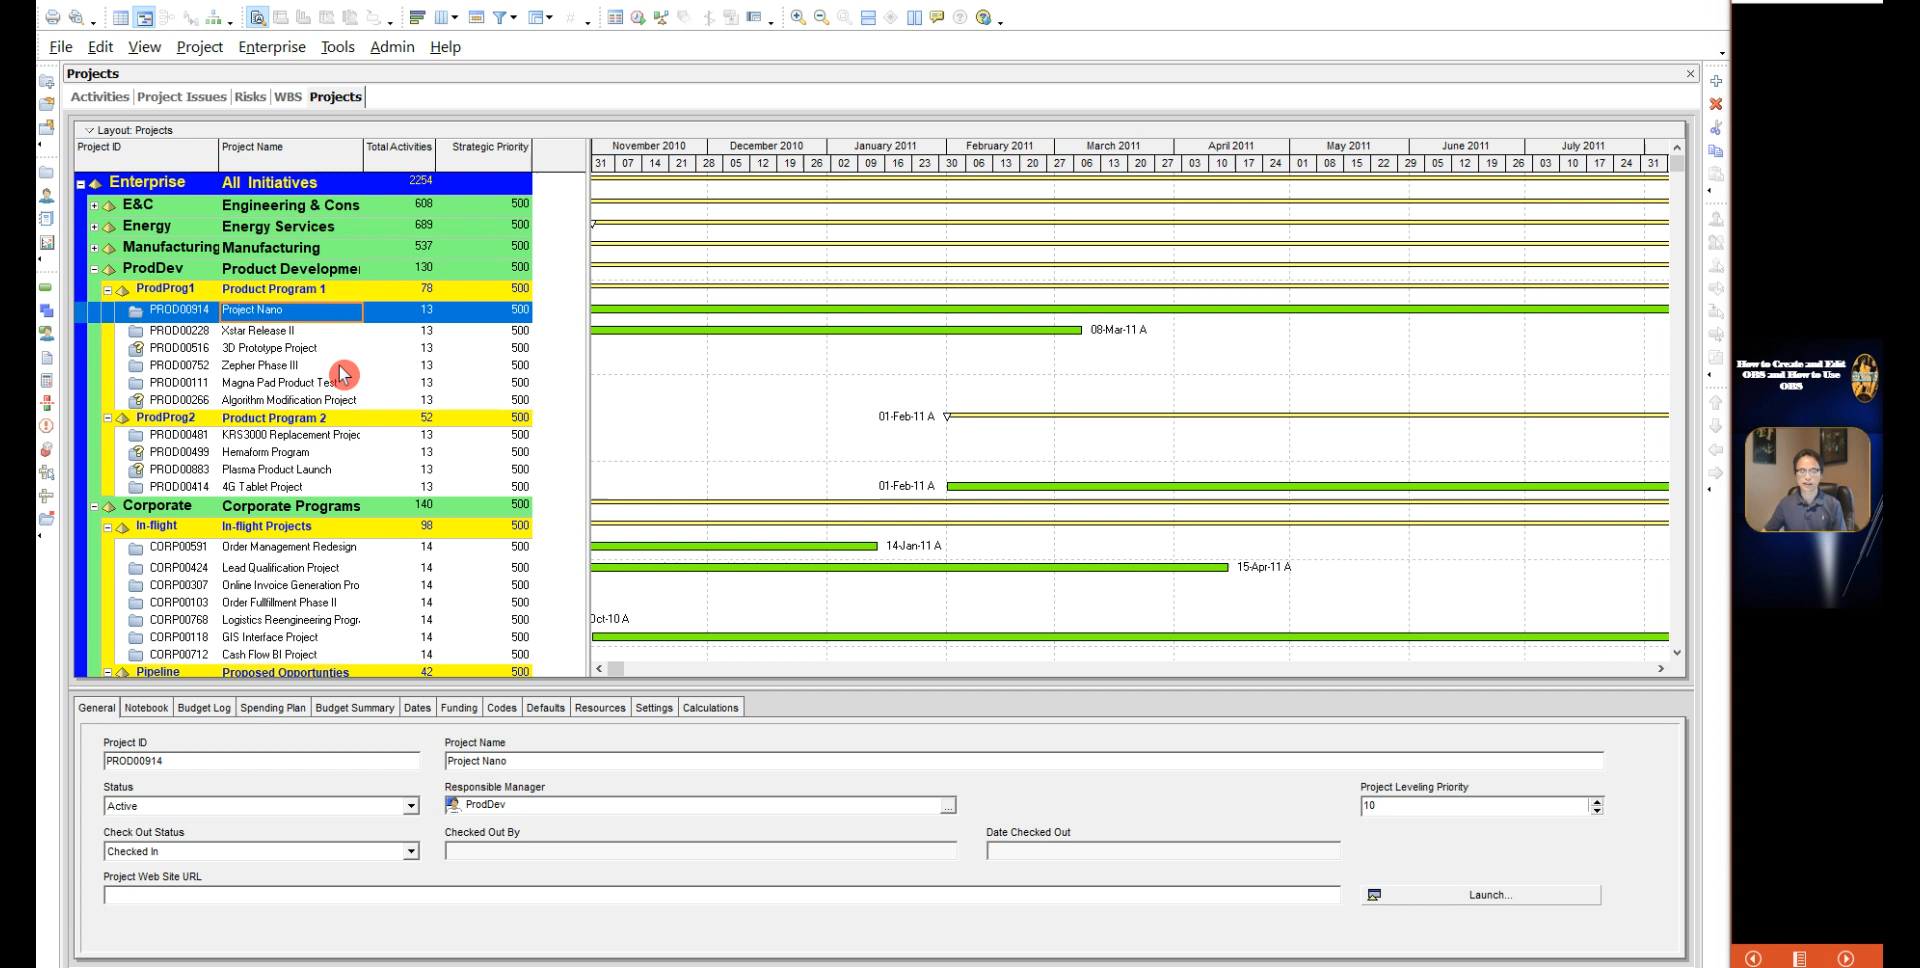 File Edit View Project Enterprise Tools Admin Help
Projects
Activities Project Issues Risks WBS Projects
Layout: Projects
Project ID Project Name Total Activities Strategic Priority
November 2010 December 2010 January 2011 February 2011 March 2011 April 2011 May 2011 June 2011 July 2011
31 07 14 21 28 05 12 19 26 02 09 16 23 30 06 13 20 27 06 13 20 27 03 10 17 24 01 08 15 22 29 05 12 19 26 03 10 17 24 31
Enterprise All Initiatives 2254
E&C Engineering & Cons 608 500
Energy Energy Services 689 500
Manufacturing Manufacturing 537 500
ProdDev Product Developme 130 500
ProdProg1 Product Program 1 78 500
PROD00914 Project Nano 13 500
PROD00228 Xstar Release II 13 500 08-Mar-11 A
PROD00516 3D Prototype Project 13 500
PROD00752 Zepher Phase III 13 500
PROD00111 Magna Pad Product Test 13 500
PROD00266 Algorithm Modification Project 13 500
ProdProg2 Product Program 2 52 500 01-Feb-11 A
PROD00481 KRS3000 Replacement Projec 13 500
PROD00499 Hemaform Program 13 500
PROD00883 Plasma Product Launch 13 500
PROD00414 4G Tablet Project 13 500 01-Feb-11 A
Corporate Corporate Programs 140 500
In-flight In-flight Projects 98 500
CORP00591 Order Management Redesign 14 500 14-Jan-11 A
CORP00424 Lead Qualification Project 14 500 15-Apr-11 A
CORP00307 Online Invoice Generation Pro 14 500
CORP00103 Order Fullfillment Phase II 14 500
CORP00768 Logistics Reengineering Progr. 14 500 Oct-10 A
CORP00118 GIS Interface Project 14 500
CORP00712 Cash Flow BI Project 14 500
Pipeline Proposed Opportunties 42 500
General Notebook Budget Log Spending Plan Budget Summary Dates Funding Codes Defaults Resources Settings Calculations
Project ID Project Name
PROD00914 Project Nano
Status Responsible Manager Project Leveling Priority
Active ProdDev ... 10
Check Out Status Checked Out By Date Checked Out
Checked In
Project Web Site URL
Launch...
How to Create and Edit
OBS and How to Use
OBS